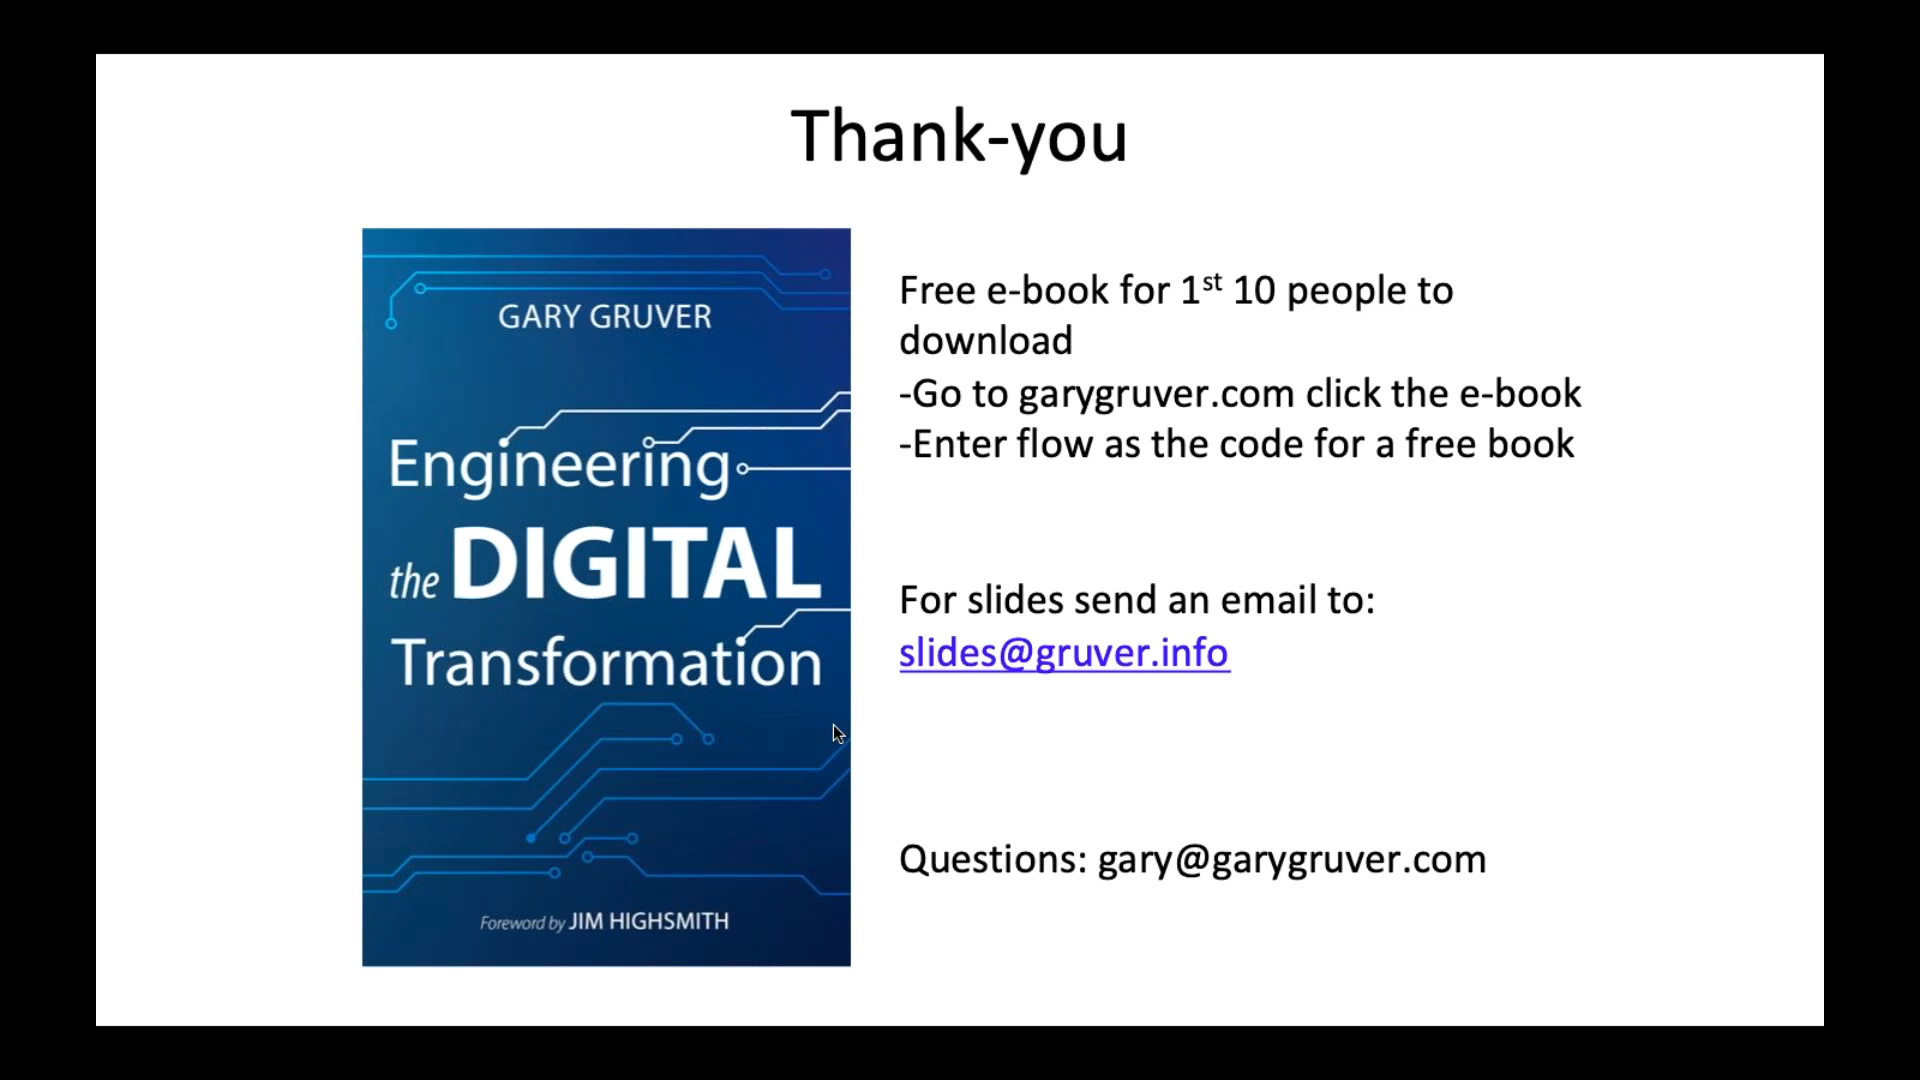 Thank-you
GARY GRUVER
Engineering
the DIGITAL
Transformation
Foreword by JIM HIGHSMITH
Free e-book for 1st 10 people to
download
-Go to garygruver.com click the e-book
-Enter flow as the code for a free book
For slides send an email to:
slides@gruver.info
Questions: gary@garygruver.com